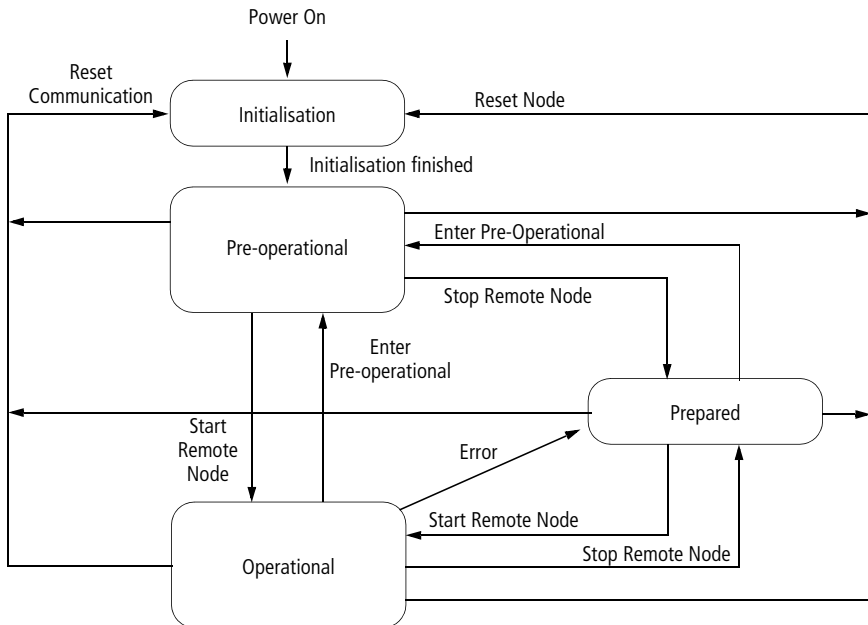 Power On
Reset
Communication
Initialisation
Reset Node
Initialisation finished
Pre-operational
Enter Pre-Operational
Stop Remote Node
Enter
Pre-operational
Prepared
Start
Remote
Node
Error
Start Remote Node
Stop Remote Node
Operational